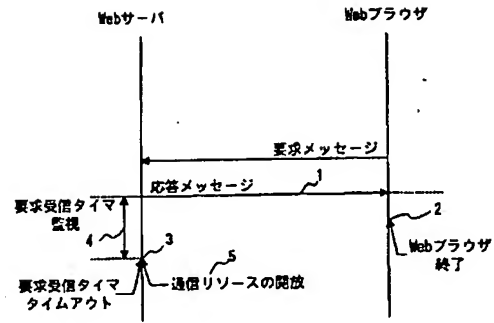 Webサーバ
Webブラウザ
要求メッセージ
応答メッセージ
1
要求受信タイマ
監視
4
2
3
5
Webブラウザ
終了
通信リソースの開放
要求受信タイマ
タイムアウト